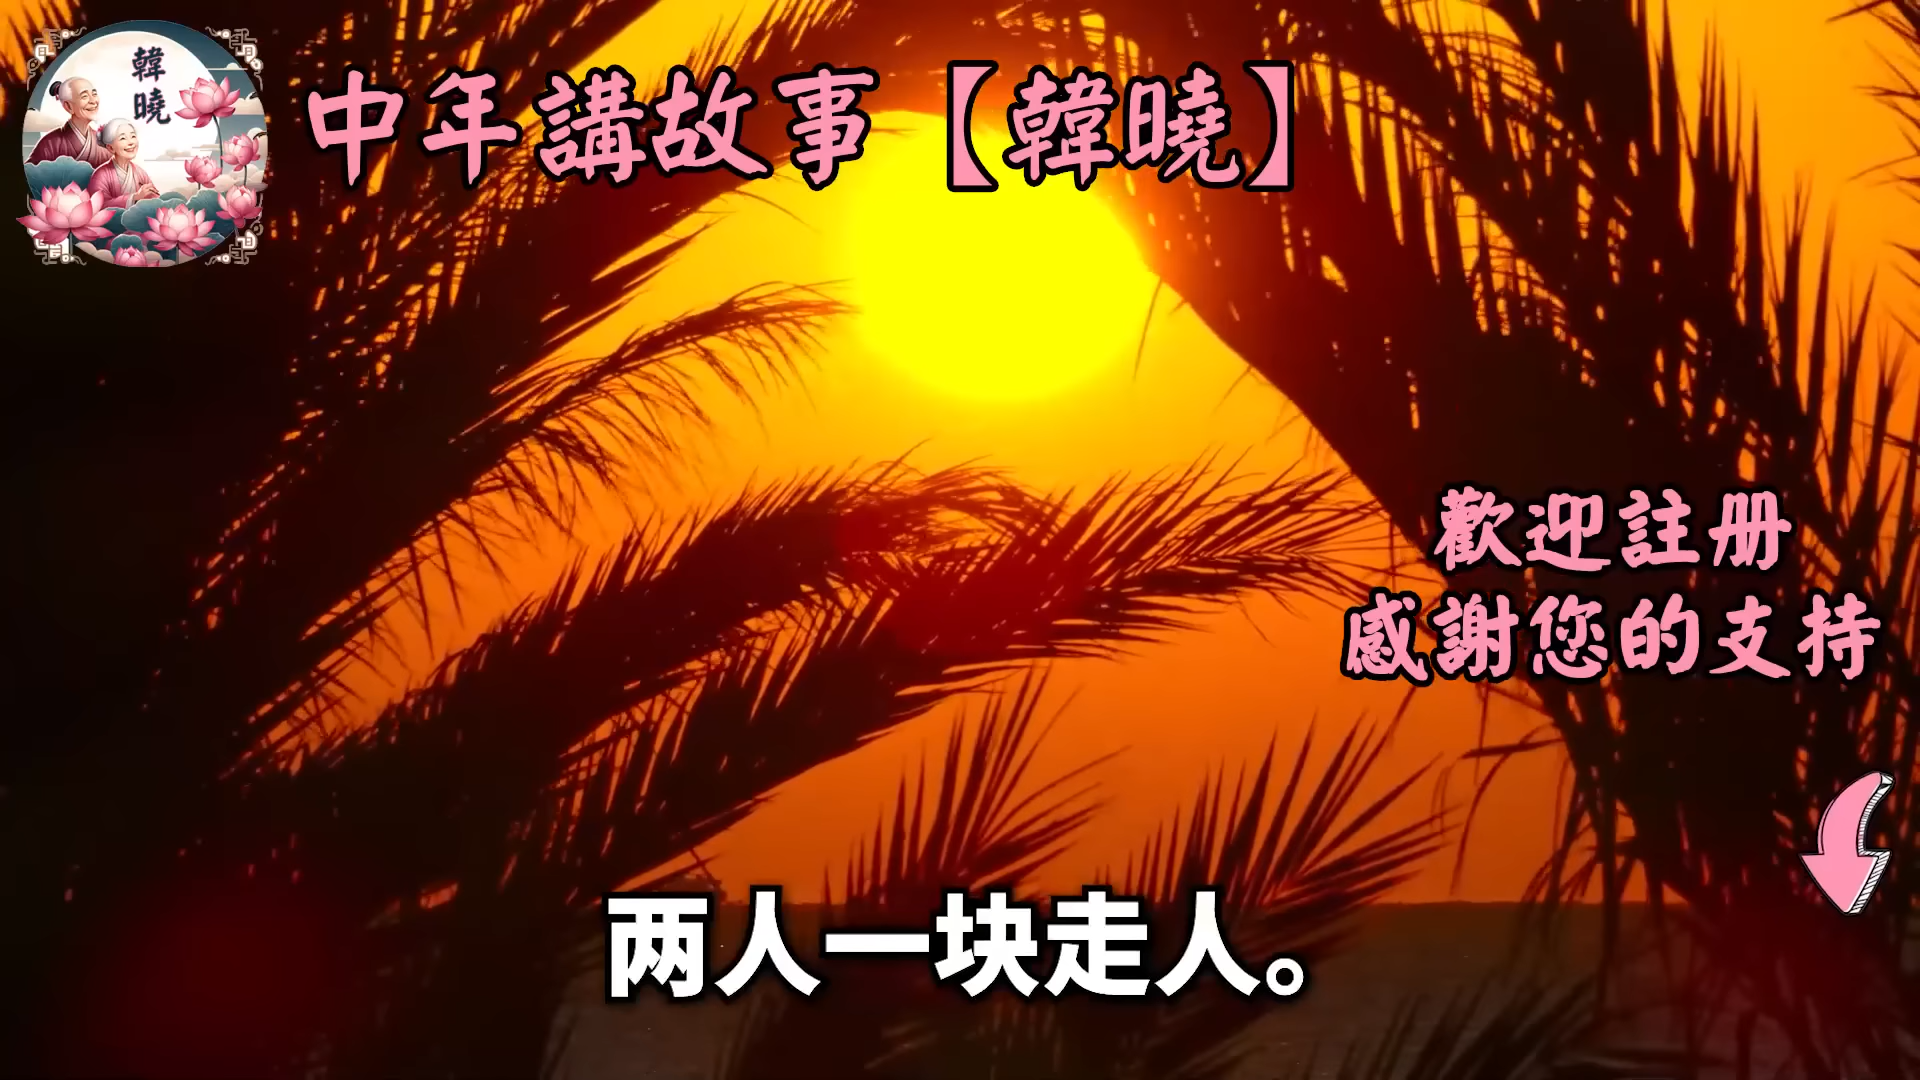 韓曉
中年講故事【韓曉】
歡迎註册
感謝您的支持
两人一块走人。